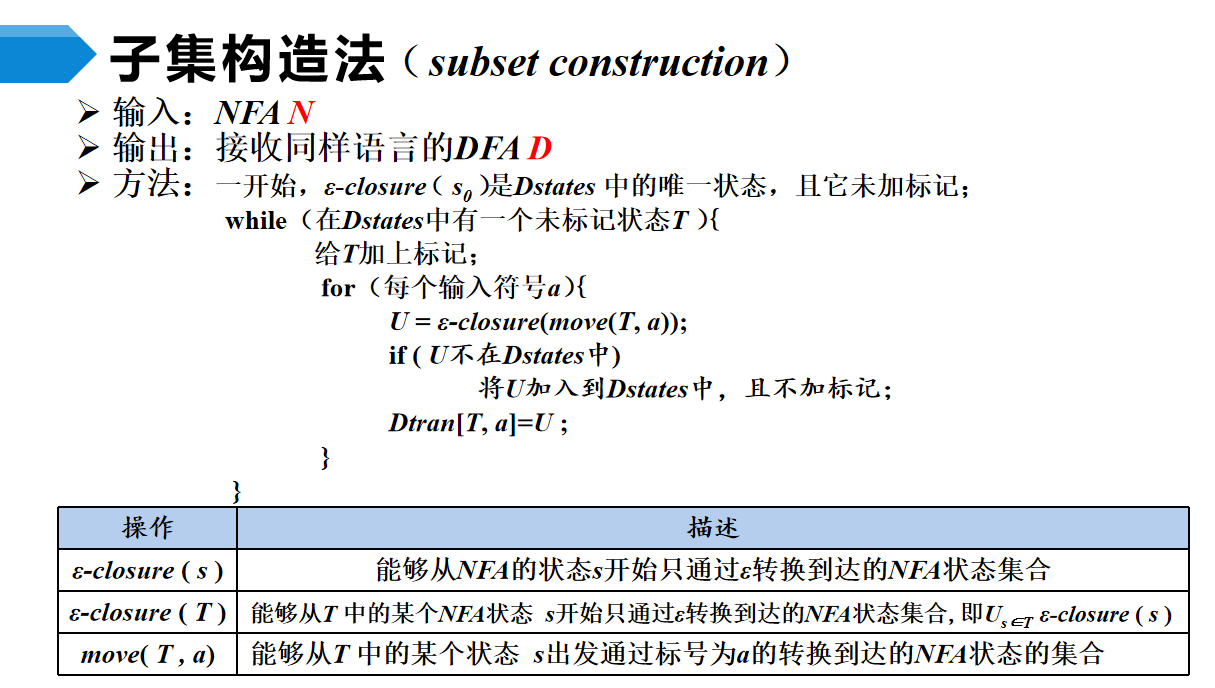 子集构造法（subset construction）
➢ 输入：NFA N
➢ 输出：接收同样语言的DFA D
➢ 方法：一开始，ε-closure ( s0 )是Dstates 中的唯一状态，且它未加标记；
while（在Dstates中有一个未标记状态T ){
给T加上标记；
for（每个输入符号a){
U = ε-closure(move(T, a));
if ( U不在Dstates中)
将U加入到Dstates中，且不加标记；
Dtran[T, a]=U ;
}
}
操作 描述
ε-closure ( s ) 能够从NFA的状态s开始只通过ε转换到达的NFA状态集合
ε-closure ( T ) 能够从T 中的某个NFA状态 s开始只通过ε转换到达的NFA状态集合, 即Us∈T ε-closure ( s )
move( T , a) 能够从T 中的某个状态 s出发通过标号为a的转换到达的NFA状态的集合